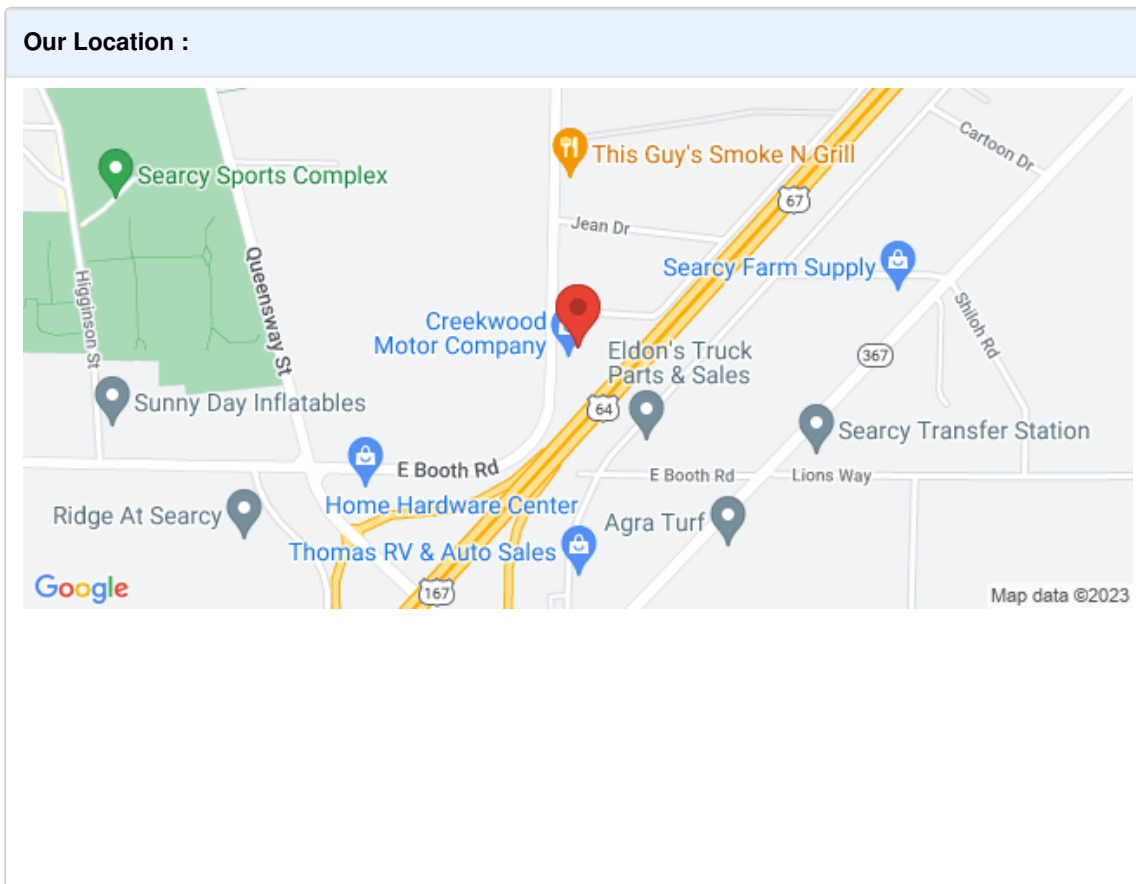 Our Location :
This Guy's Smoke N Grill
Cartoon Dr
Searcy Sports Complex
67
Jean Dr
Queensway St
Searcy Farm Supply
Higginson St
Creekwood
Motor Company
Shiloh Rd
Eldon's Truck
Parts & Sales
367
Sunny Day Inflatables
64
Searcy Transfer Station
E Booth Rd
E Booth Rd
Lions Way
Home Hardware Center
Ridge At Searcy
Agra Turf
Thomas RV & Auto Sales
167
Google
Map data ©2023